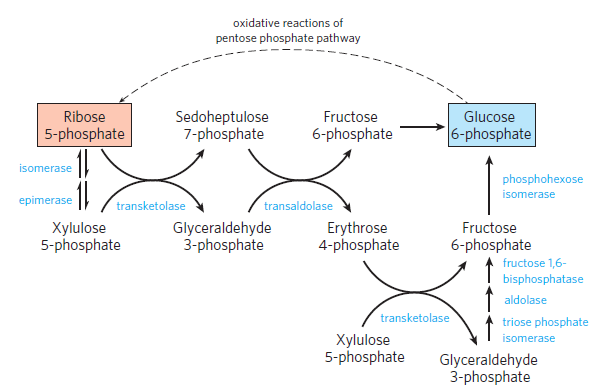 oxidative reactions of
pentose phosphate pathway
Ribose
5-phosphate
Sedoheptulose
7-phosphate
Fructose
6-phosphate
Glucose
6-phosphate
isomerase
epimerase
transketolase
transaldolase
phosphohexose
isomerase
Xylulose
5-phosphate
Glyceraldehyde
3-phosphate
Erythrose
4-phosphate
Fructose
6-phosphate
fructose 1,6-
bisphosphatase
aldolase
transketolase
triose phosphate
isomerase
Xylulose
5-phosphate
Glyceraldehyde
3-phosphate